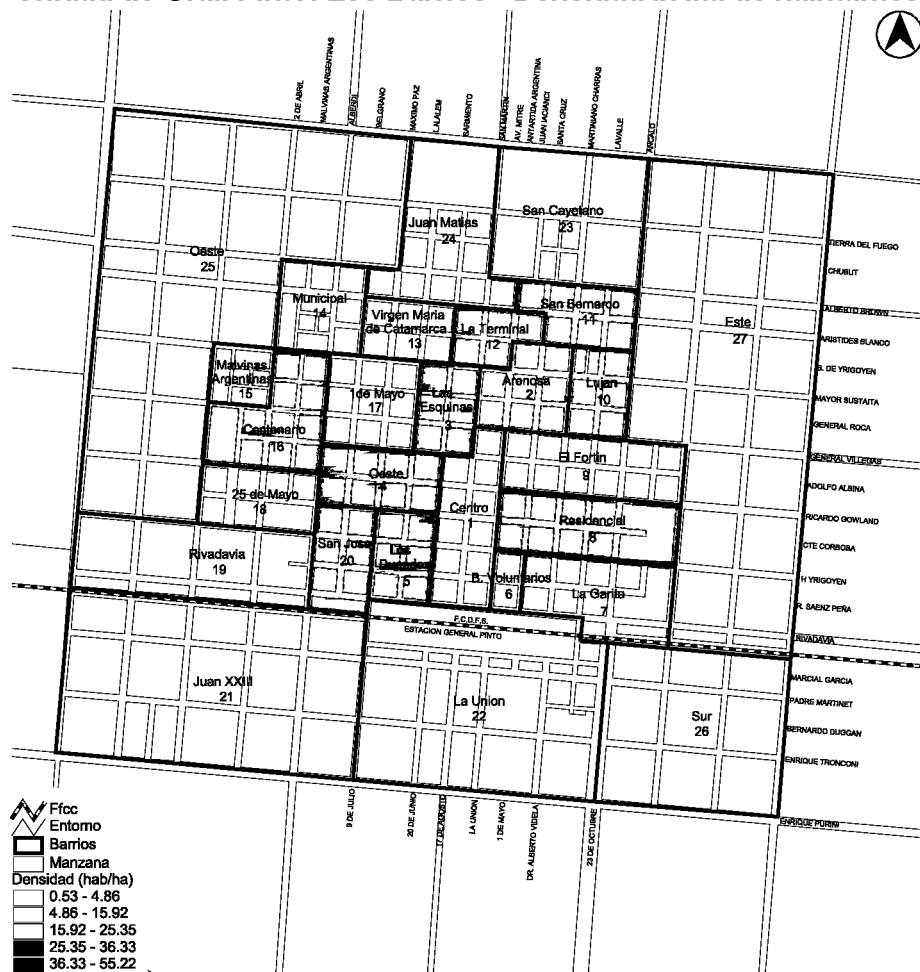 2 DE ABRIL
MALVINAS ARGENTINAS
ALBERDI
BELGRANO
MAXIMO PAZ
L.N.ALEM
SARMIENTO
SAN MARTIN
AV. MITRE
ANTARTIDA ARGENTINA
SANTA CRUZ
MARTINIANO CHARRAS
LAVALLE
San Cayetano
23
Juan Matias
24
TIERRA DEL FUEGO
Oeste
25
CHUBUT
Municipal
14
San Bernardo
11
ALBERTO BROWN
Virgen Maria
de Catamarca
13
La Terminal
12
Este
27
ARISTIDES BLANCO
Malvinas
Argentinas
15
1de Mayo
17
Las
Esquinas
3
Arenosa
2
Lujan
10
B. DE YRIGOYEN
MAYOR SUSTAITA
Centenario
16
GENERAL ROCA
El Fortin
9
GENERAL VILLEGAS
Oeste
4
ADOLFO ALSINA
25 de Mayo
18
Centro
1
Residencial
8
RICARDO GOWLAND
San Jose
20
Los
5
CTE CORDOBA
Rivadavia
19
B. Voluntarios
6
La Garita
7
H YRIGOYEN
R. SAENZ PEÑA
F.C.D.F.S.
ESTACION GENERAL PINTO
RIVADAVIA
Juan XXIII
21
La Union
22
Sur
26
MARCIAL GARCIA
PADRE MARTINET
BERNARDO DUGGAN
ENRIQUE TRONCONI
9 DE JULIO
20 DE JUNIO
17 DE AGOSTO
LA UNION
1 DE MAYO
DR. ALBERTO VIDELA
23 DE OCTUBRE
ENRIQUE PURINI
Ffcc
Entorno
Barrios
Manzana
Densidad (hab/ha)
0.53 - 4.86
4.86 - 15.92
15.92 - 25.35
25.35 - 36.33
36.33 - 55.22